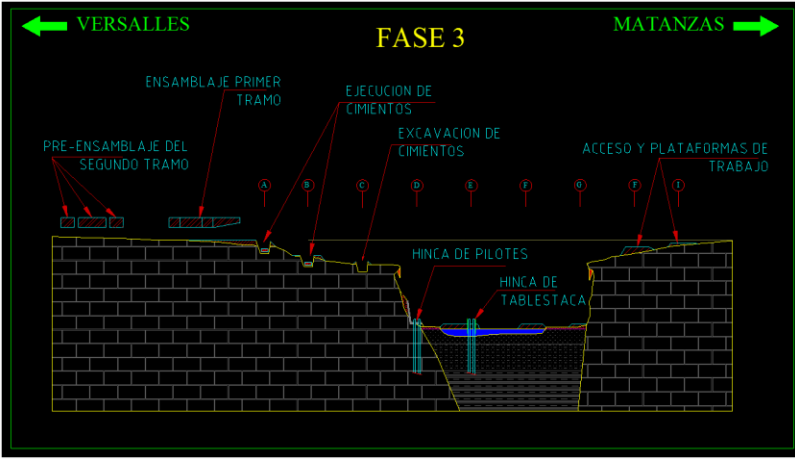 VERSALLES
MATANZAS
FASE 3
ENSAMBLAJE PRIMER
TRAMO
EJECUCION DE
CIMIENTOS
EXCAVACION DE
CIMIENTOS
PRE-ENSAMBLAJE DEL
SEGUNDO TRAMO
ACCESO Y PLATAFORMAS DE
TRABAJO
A
B
C
D
E
F
G
F
I
HINCA DE PILOTES
HINCA DE
TABLESTACA